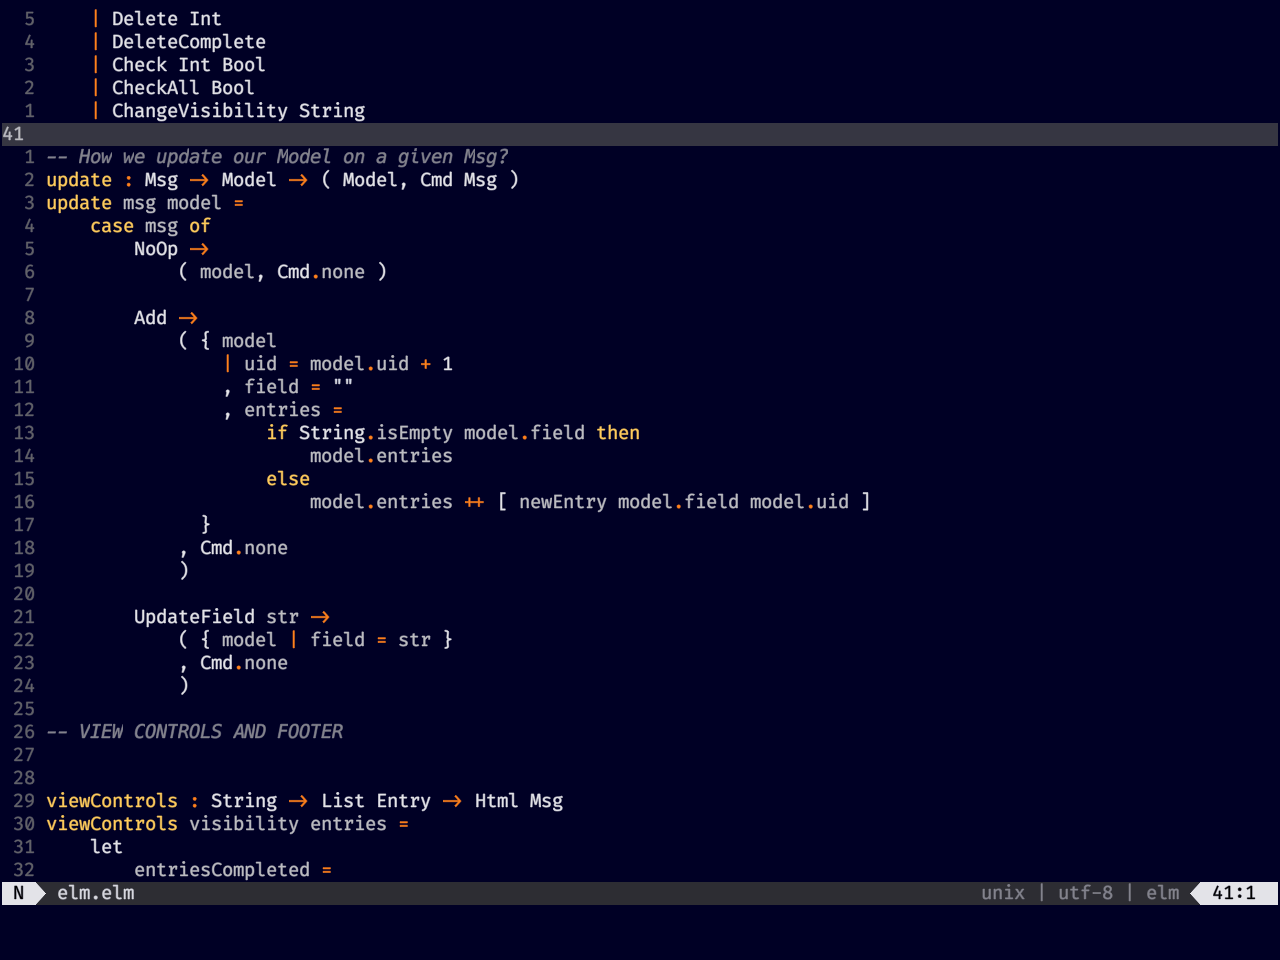 5     | Delete Int
4     | DeleteComplete
3     | Check Int Bool
2     | CheckAll Bool
1     | ChangeVisibility String
41
1 -- How we update our Model on a given Msg?
2 update : Msg -> Model -> ( Model, Cmd Msg )
3 update msg model =
4     case msg of
5         NoOp ->
6             ( model, Cmd.none )
7
8         Add ->
9             ( { model
10                 | uid = model.uid + 1
11                 , field = ""
12                 , entries =
13                     if String.isEmpty model.field then
14                         model.entries
15                     else
16                         model.entries ++ [ newEntry model.field model.uid ]
17               }
18             , Cmd.none
19             )
20
21         UpdateField str ->
22             ( { model | field = str }
23             , Cmd.none
24             )
25
26 -- VIEW CONTROLS AND FOOTER
27
28
29 viewControls : String -> List Entry -> Html Msg
30 viewControls visibility entries =
31     let
32         entriesCompleted =
N elm.elm unix | utf-8 | elm 41:1